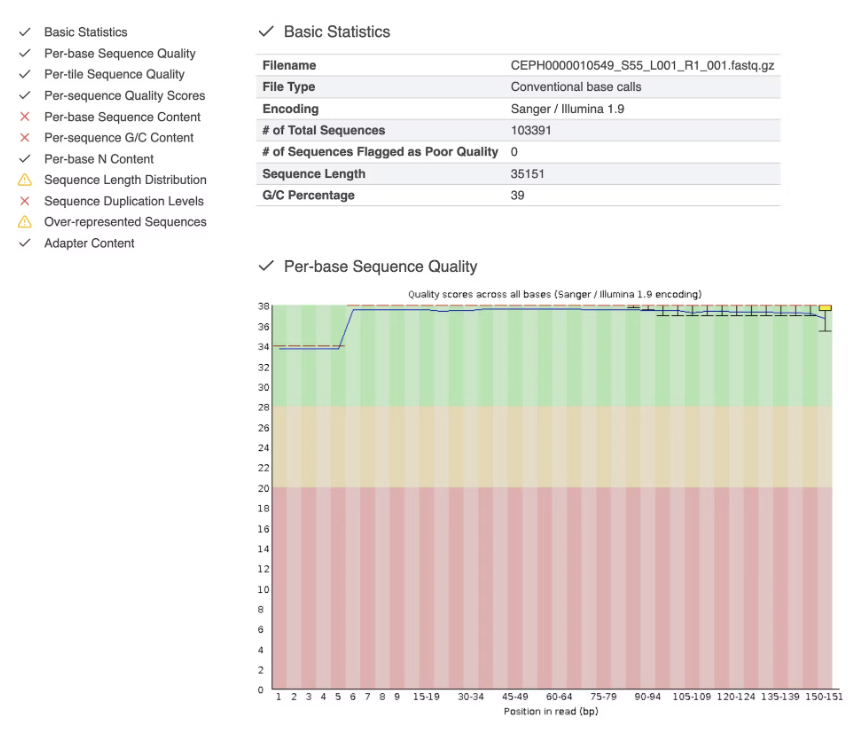 Basic Statistics
Per-base Sequence Quality
Per-tile Sequence Quality
Per-sequence Quality Scores
Per-base Sequence Content
Per-sequence G/C Content
Per-base N Content
Sequence Length Distribution
Sequence Duplication Levels
Over-represented Sequences
Adapter Content
Basic Statistics
Filename CEPH0000010549_S55_L001_R1_001.fastq.gz
File Type Conventional base calls
Encoding Sanger / Illumina 1.9
# of Total Sequences 103391
# of Sequences Flagged as Poor Quality 0
Sequence Length 35151
G/C Percentage 39
Per-base Sequence Quality
Quality scores across all bases (Sanger / Illumina 1.9 encoding)
38
36
34
32
30
28
26
24
22
20
18
16
14
12
10
8
6
4
2
0
1 2 3 4 5 6 7 8 9 15-19 30-34 45-49 60-64 75-79 90-94 105-109 120-124 135-139 150-151
Position in read (bp)